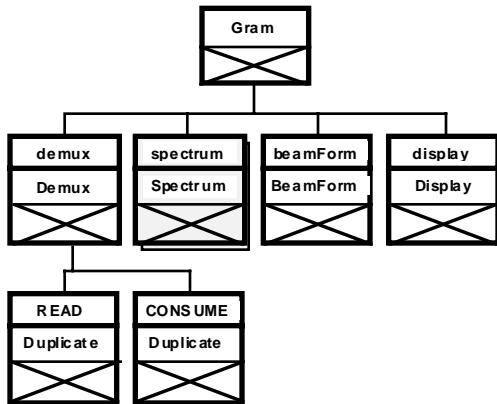 Gram
demux
Demux
spectrum
Spectrum
beamForm
BeamForm
display
Display
READ
Duplicate
CONSUME
Duplicate